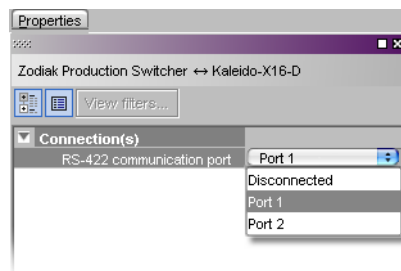 Properties
Zodiak Production Switcher ↔ Kaleido-X16-D
View filters...
Connection(s)
RS-422 communication port Port 1
Disconnected
Port 1
Port 2